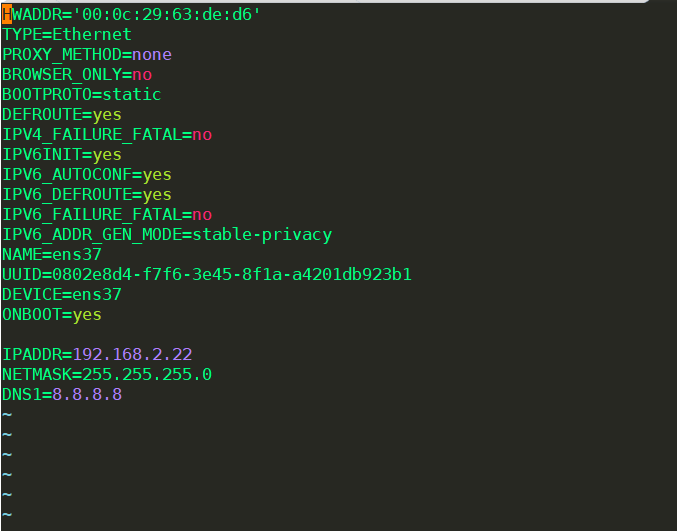 HWADDR='00:0c:29:63:de:d6'
TYPE=Ethernet
PROXY_METHOD=none
BROWSER_ONLY=no
BOOTPROTO=static
DEFROUTE=yes
IPV4_FAILURE_FATAL=no
IPV6INIT=yes
IPV6_AUTOCONF=yes
IPV6_DEFROUTE=yes
IPV6_FAILURE_FATAL=no
IPV6_ADDR_GEN_MODE=stable-privacy
NAME=ens37
UUID=0802e8d4-f7f6-3e45-8f1a-a4201db923b1
DEVICE=ens37
ONBOOT=yes

IPADDR=192.168.2.22
NETMASK=255.255.255.0
DNS1=8.8.8.8
~
~
~
~
~
~